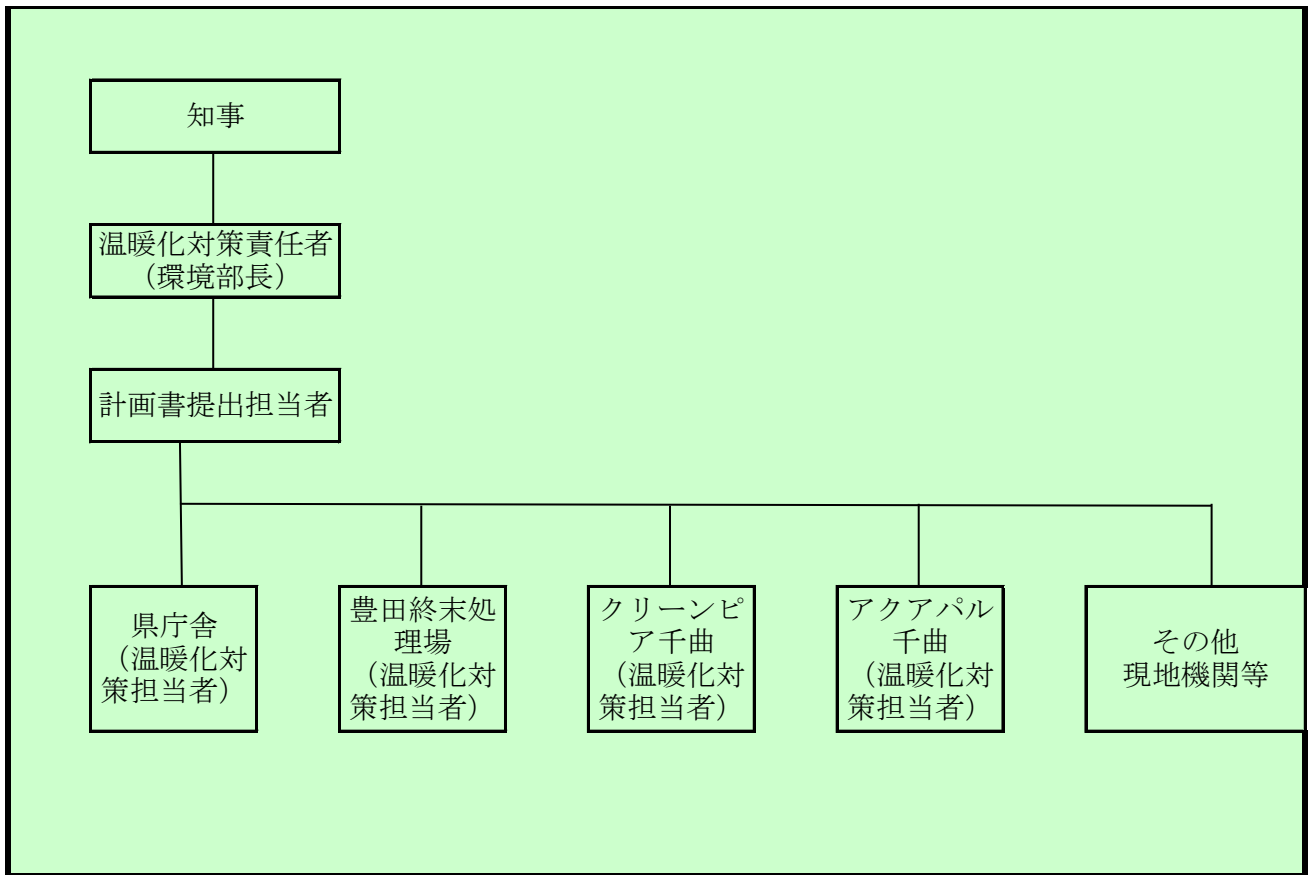 知事
温暖化対策責任者
（環境部長）
計画書提出担当者
県庁舎
（温暖化対
策担当者）
豊田終末処
理場
（温暖化対
策担当者）
クリーンピ
ア千曲
（温暖化対
策担当者）
アクアパル
千曲
（温暖化対
策担当者）
その他
現地機関等